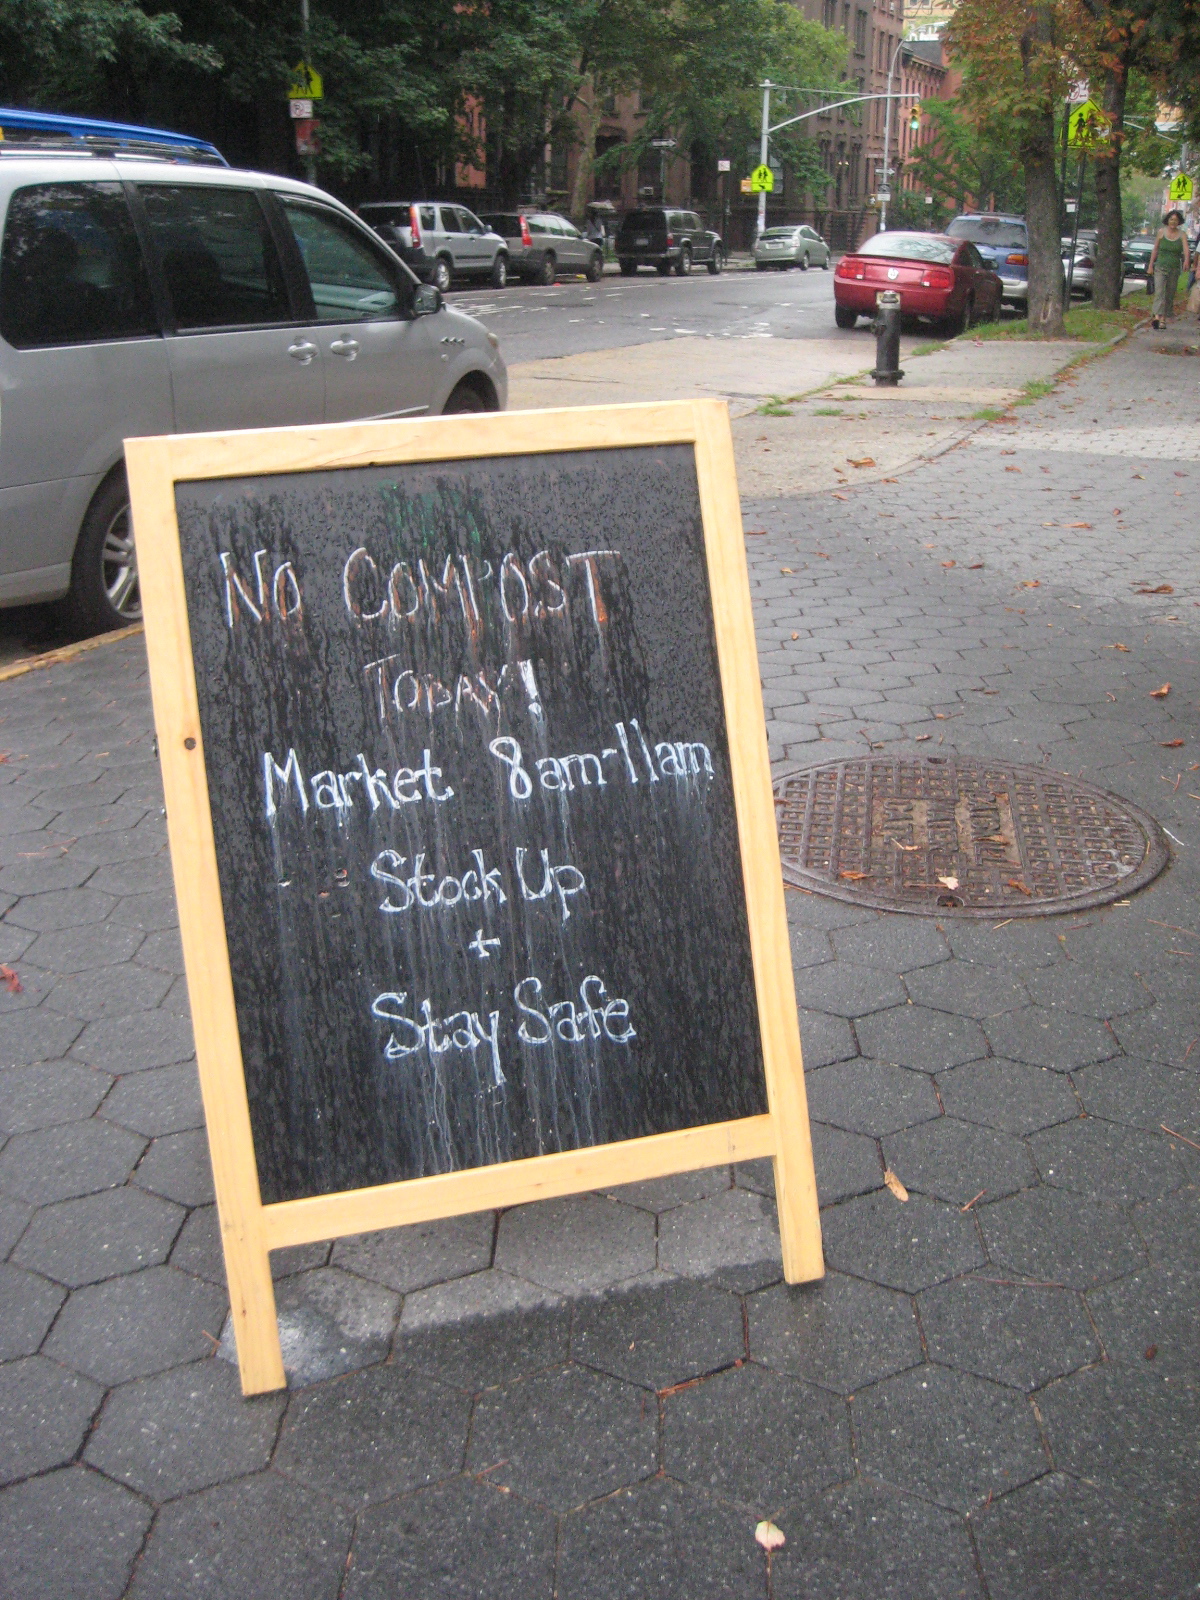 No Compost
Today!
Market 8am-11am
Stock Up
+
Stay Safe